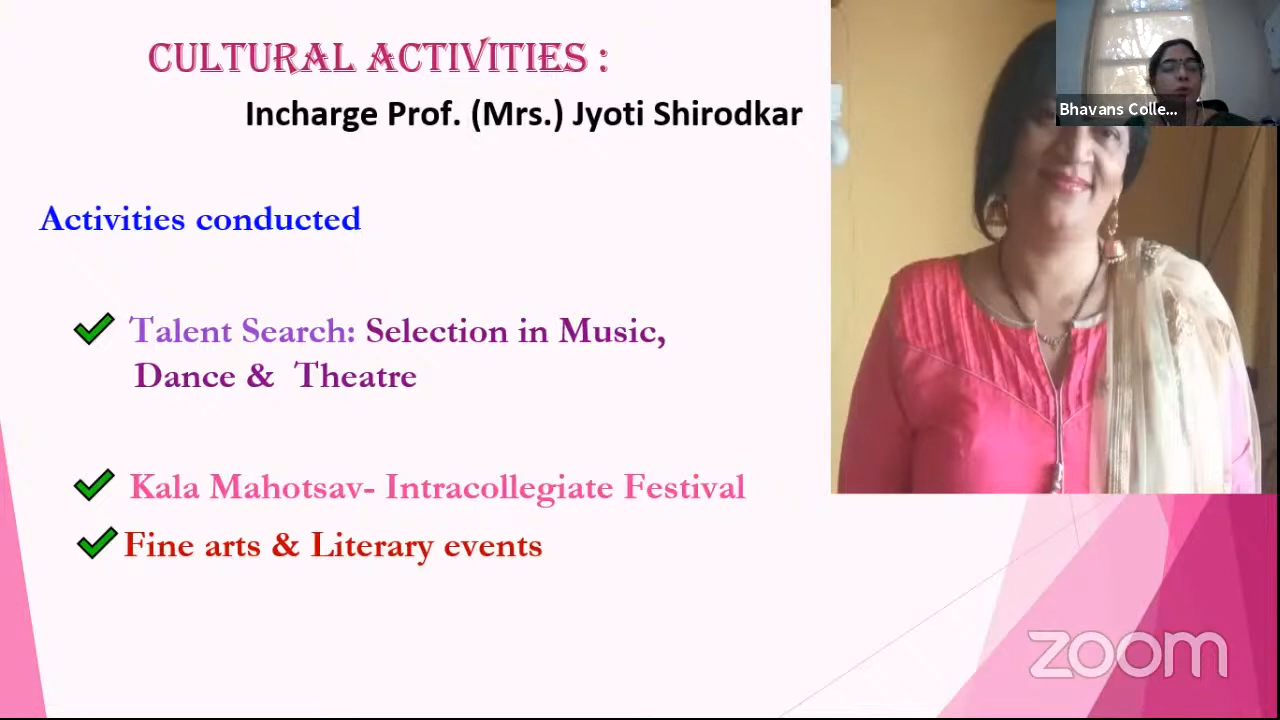 CULTURAL ACTIVITIES :
Incharge Prof. (Mrs.) Jyoti Shirodkar
Bhavans Colle...
Activities conducted
Talent Search: Selection in Music,
Dance & Theatre
Kala Mahotsav- Intracollegiate Festival
Fine arts & Literary events
zoom